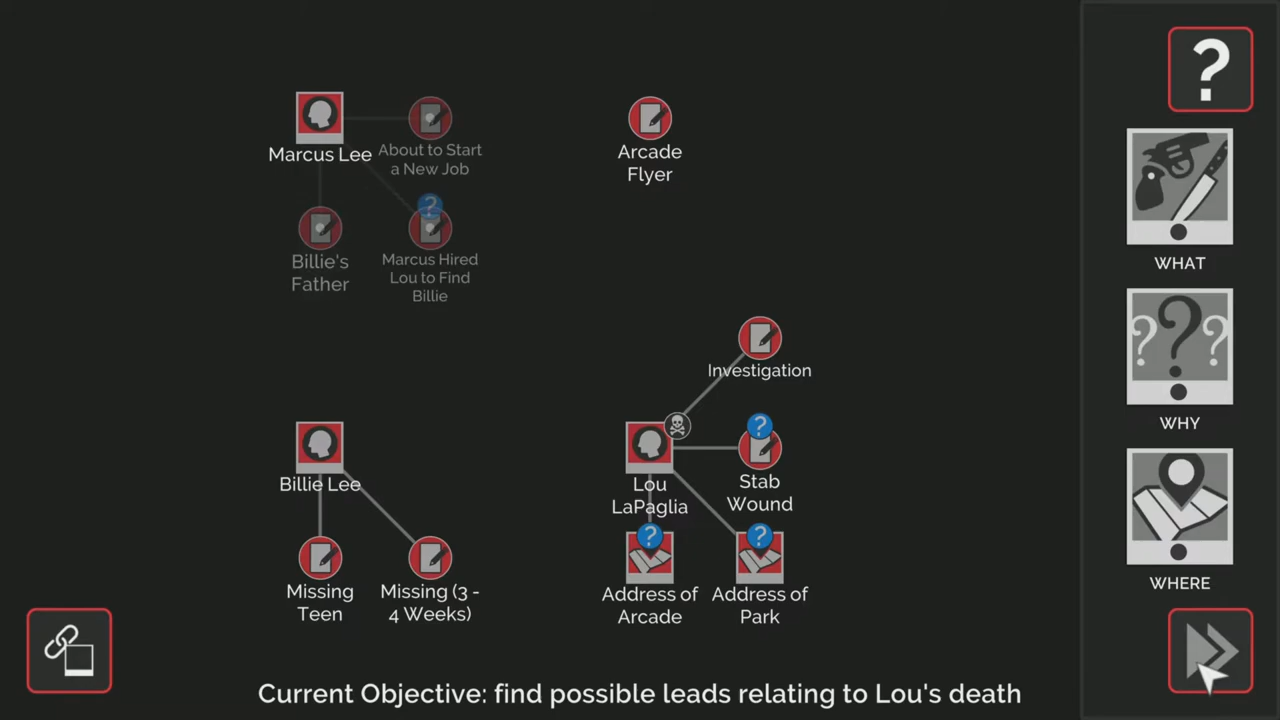 Marcus Lee
About to Start
a New Job
Arcade
Flyer
?
WHAT
?
Billie's
Father
Marcus Hired
Lou to Find
Billie
Investigation
? ? ?
WHY
Billie Lee
?
Lou
LaPaglia
Stab
Wound
?
?
WHERE
Missing
Teen
Missing (3 -
4 Weeks)
Address of
Arcade
Address of
Park
Current Objective: find possible leads relating to Lou's death